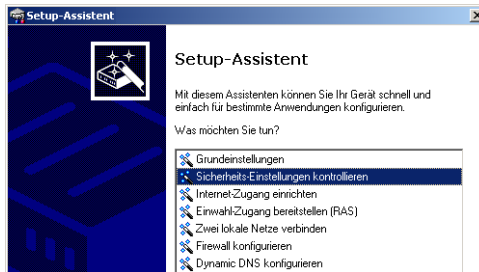 Setup-Assistent
Setup-Assistent
Mit diesem Assistenten können Sie Ihr Gerät schnell und
einfach für bestimmte Anwendungen konfigurieren.
Was möchten Sie tun?
Grundeinstellungen
Sicherheits-Einstellungen kontrollieren
Internet-Zugang einrichten
Einwahl-Zugang bereitstellen (RAS)
Zwei lokale Netze verbinden
Firewall konfigurieren
Dynamic DNS konfigurieren